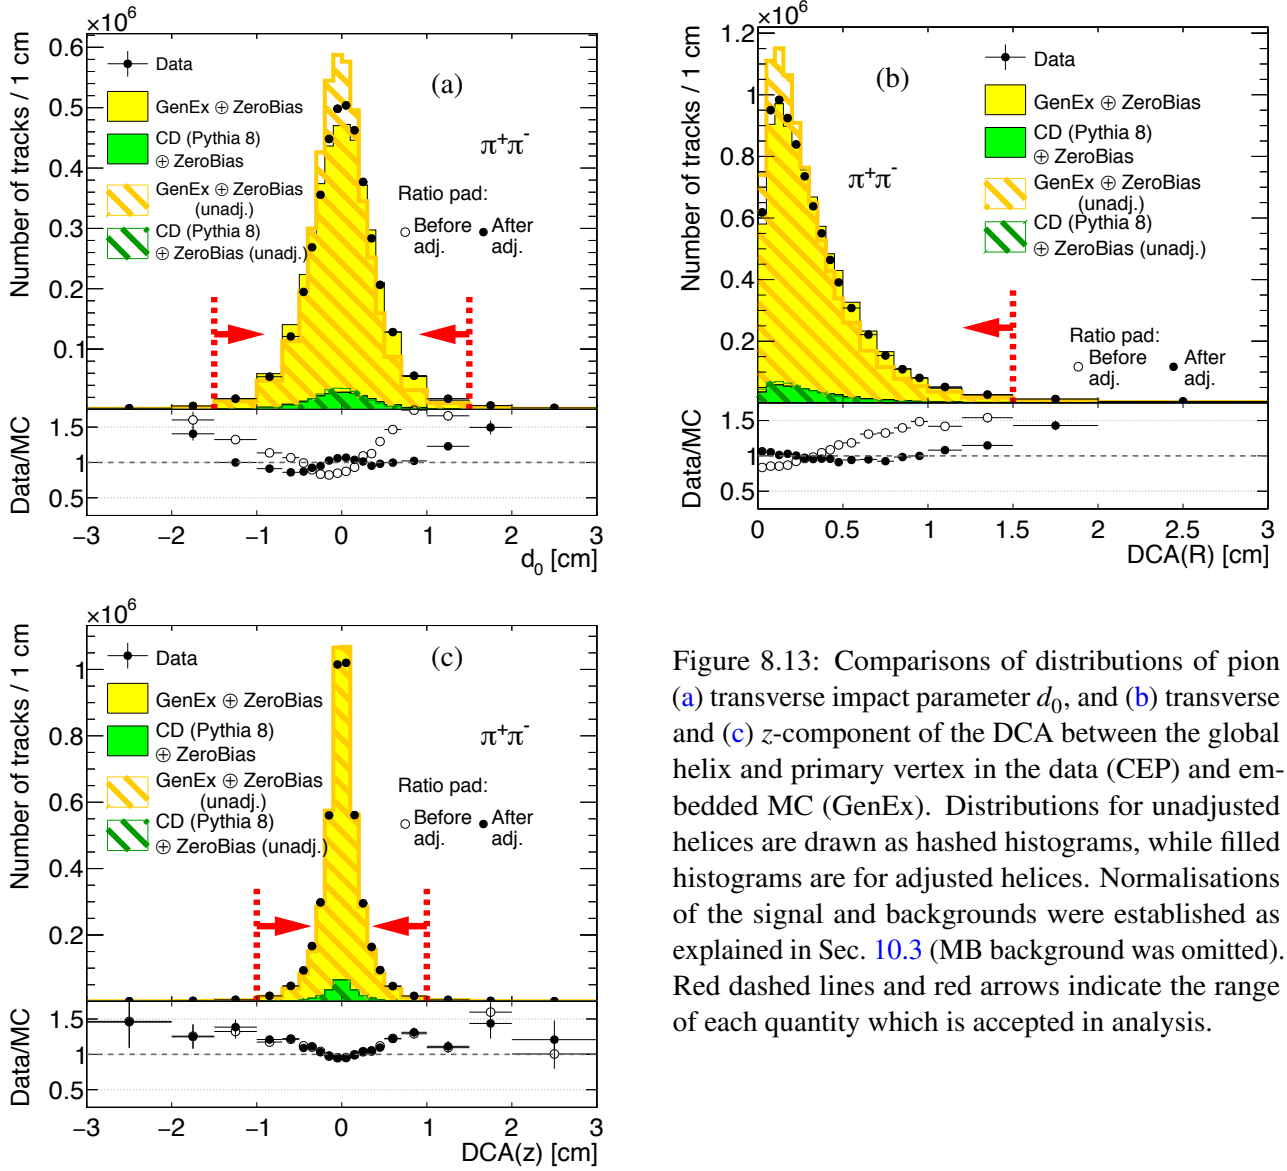 ×10⁶
Number of tracks / 1 cm
0.6
0.5
0.4
0.3
0.2
0.1
Data
GenEx ⊕ ZeroBias
CD (Pythia 8)
⊕ ZeroBias
GenEx ⊕ ZeroBias
(unadj.)
CD (Pythia 8)
⊕ ZeroBias (unadj.)
(a)
π⁺π⁻
Ratio pad:
Before adj.
After adj.
Data/MC
1.5
1
0.5
−3 −2 −1 0 1 2 3
d₀ [cm]
×10⁶
Number of tracks / 1 cm
1.2
1
0.8
0.6
0.4
0.2
(b)
π⁺π⁻
Data
GenEx ⊕ ZeroBias
CD (Pythia 8)
⊕ ZeroBias
GenEx ⊕ ZeroBias
(unadj.)
CD (Pythia 8)
⊕ ZeroBias (unadj.)
Ratio pad:
Before adj.
After adj.
Data/MC
1.5
1
0.5
0 0.5 1 1.5 2 2.5 3
DCA(R) [cm]
×10⁶
Number of tracks / 1 cm
1
0.8
0.6
0.4
0.2
Data
GenEx ⊕ ZeroBias
CD (Pythia 8)
⊕ ZeroBias
GenEx ⊕ ZeroBias
(unadj.)
CD (Pythia 8)
⊕ ZeroBias (unadj.)
(c)
π⁺π⁻
Ratio pad:
Before adj.
After adj.
Data/MC
1.5
1
0.5
−3 −2 −1 0 1 2 3
DCA(z) [cm]
Figure 8.13: Comparisons of distributions of pion
(a) transverse impact parameter d₀, and (b) transverse
and (c) z-component of the DCA between the global
helix and primary vertex in the data (CEP) and em-
bedded MC (GenEx). Distributions for unadjusted
helices are drawn as hashed histograms, while filled
histograms are for adjusted helices. Normalisations
of the signal and backgrounds were established as
explained in Sec. 10.3 (MB background was omitted).
Red dashed lines and red arrows indicate the range
of each quantity which is accepted in analysis.